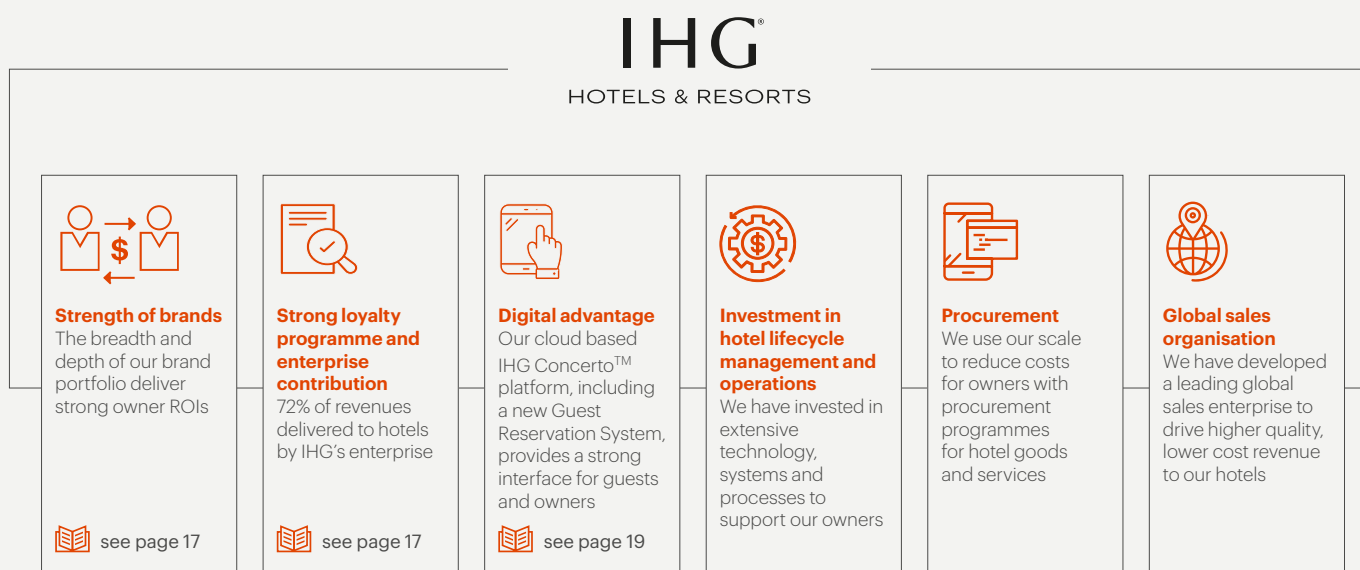 IHG®
HOTELS & RESORTS
$
Strength of brands
The breadth and
depth of our brand
portfolio deliver
strong owner ROIs
see page 17
Strong loyalty
programme and
enterprise
contribution
72% of revenues
delivered to hotels
by IHG’s enterprise
see page 17
Digital advantage
Our cloud based
IHG Concerto™
platform, including
a new Guest
Reservation System,
provides a strong
interface for guests
and owners
see page 19
$
Investment in
hotel lifecycle
management and
operations
We have invested in
extensive
technology,
systems and
processes to
support our owners
Procurement
We use our scale
to reduce costs
for owners with
procurement
programmes
for hotel goods
and services
Global sales
organisation
We have developed
a leading global
sales enterprise to
drive higher quality,
lower cost revenue
to our hotels